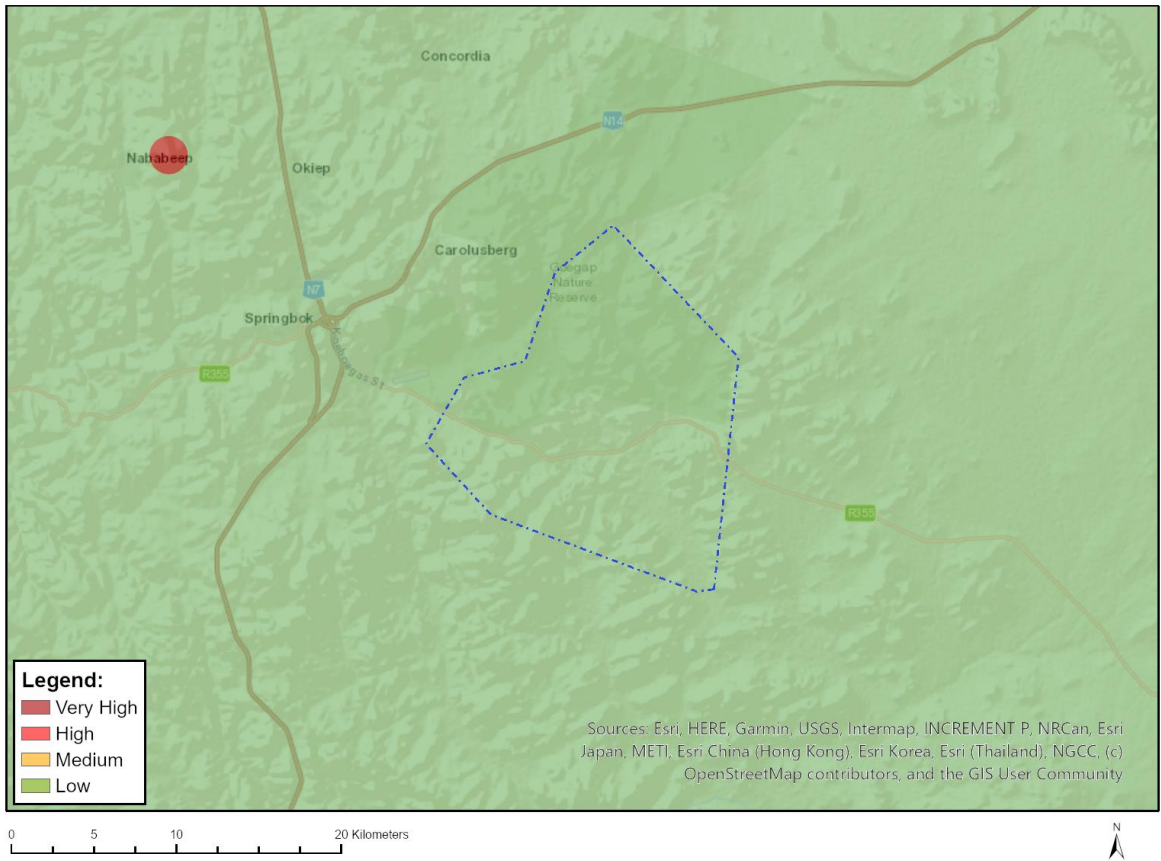 Concordia
N14
Nababeep
Okiep
Carolusberg
Goegap
Nature
Reserve
N7
Springbok
R355
R355
Legend:
Very High
High
Medium
Low
Sources: Esri, HERE, Garmin, USGS, Intermap, INCREMENT P, NRCan, Esri
Japan, METI, Esri China (Hong Kong), Esri Korea, Esri (Thailand), NGCC, (c)
OpenStreetMap contributors, and the GIS User Community
0 5 10 20 Kilometers
N